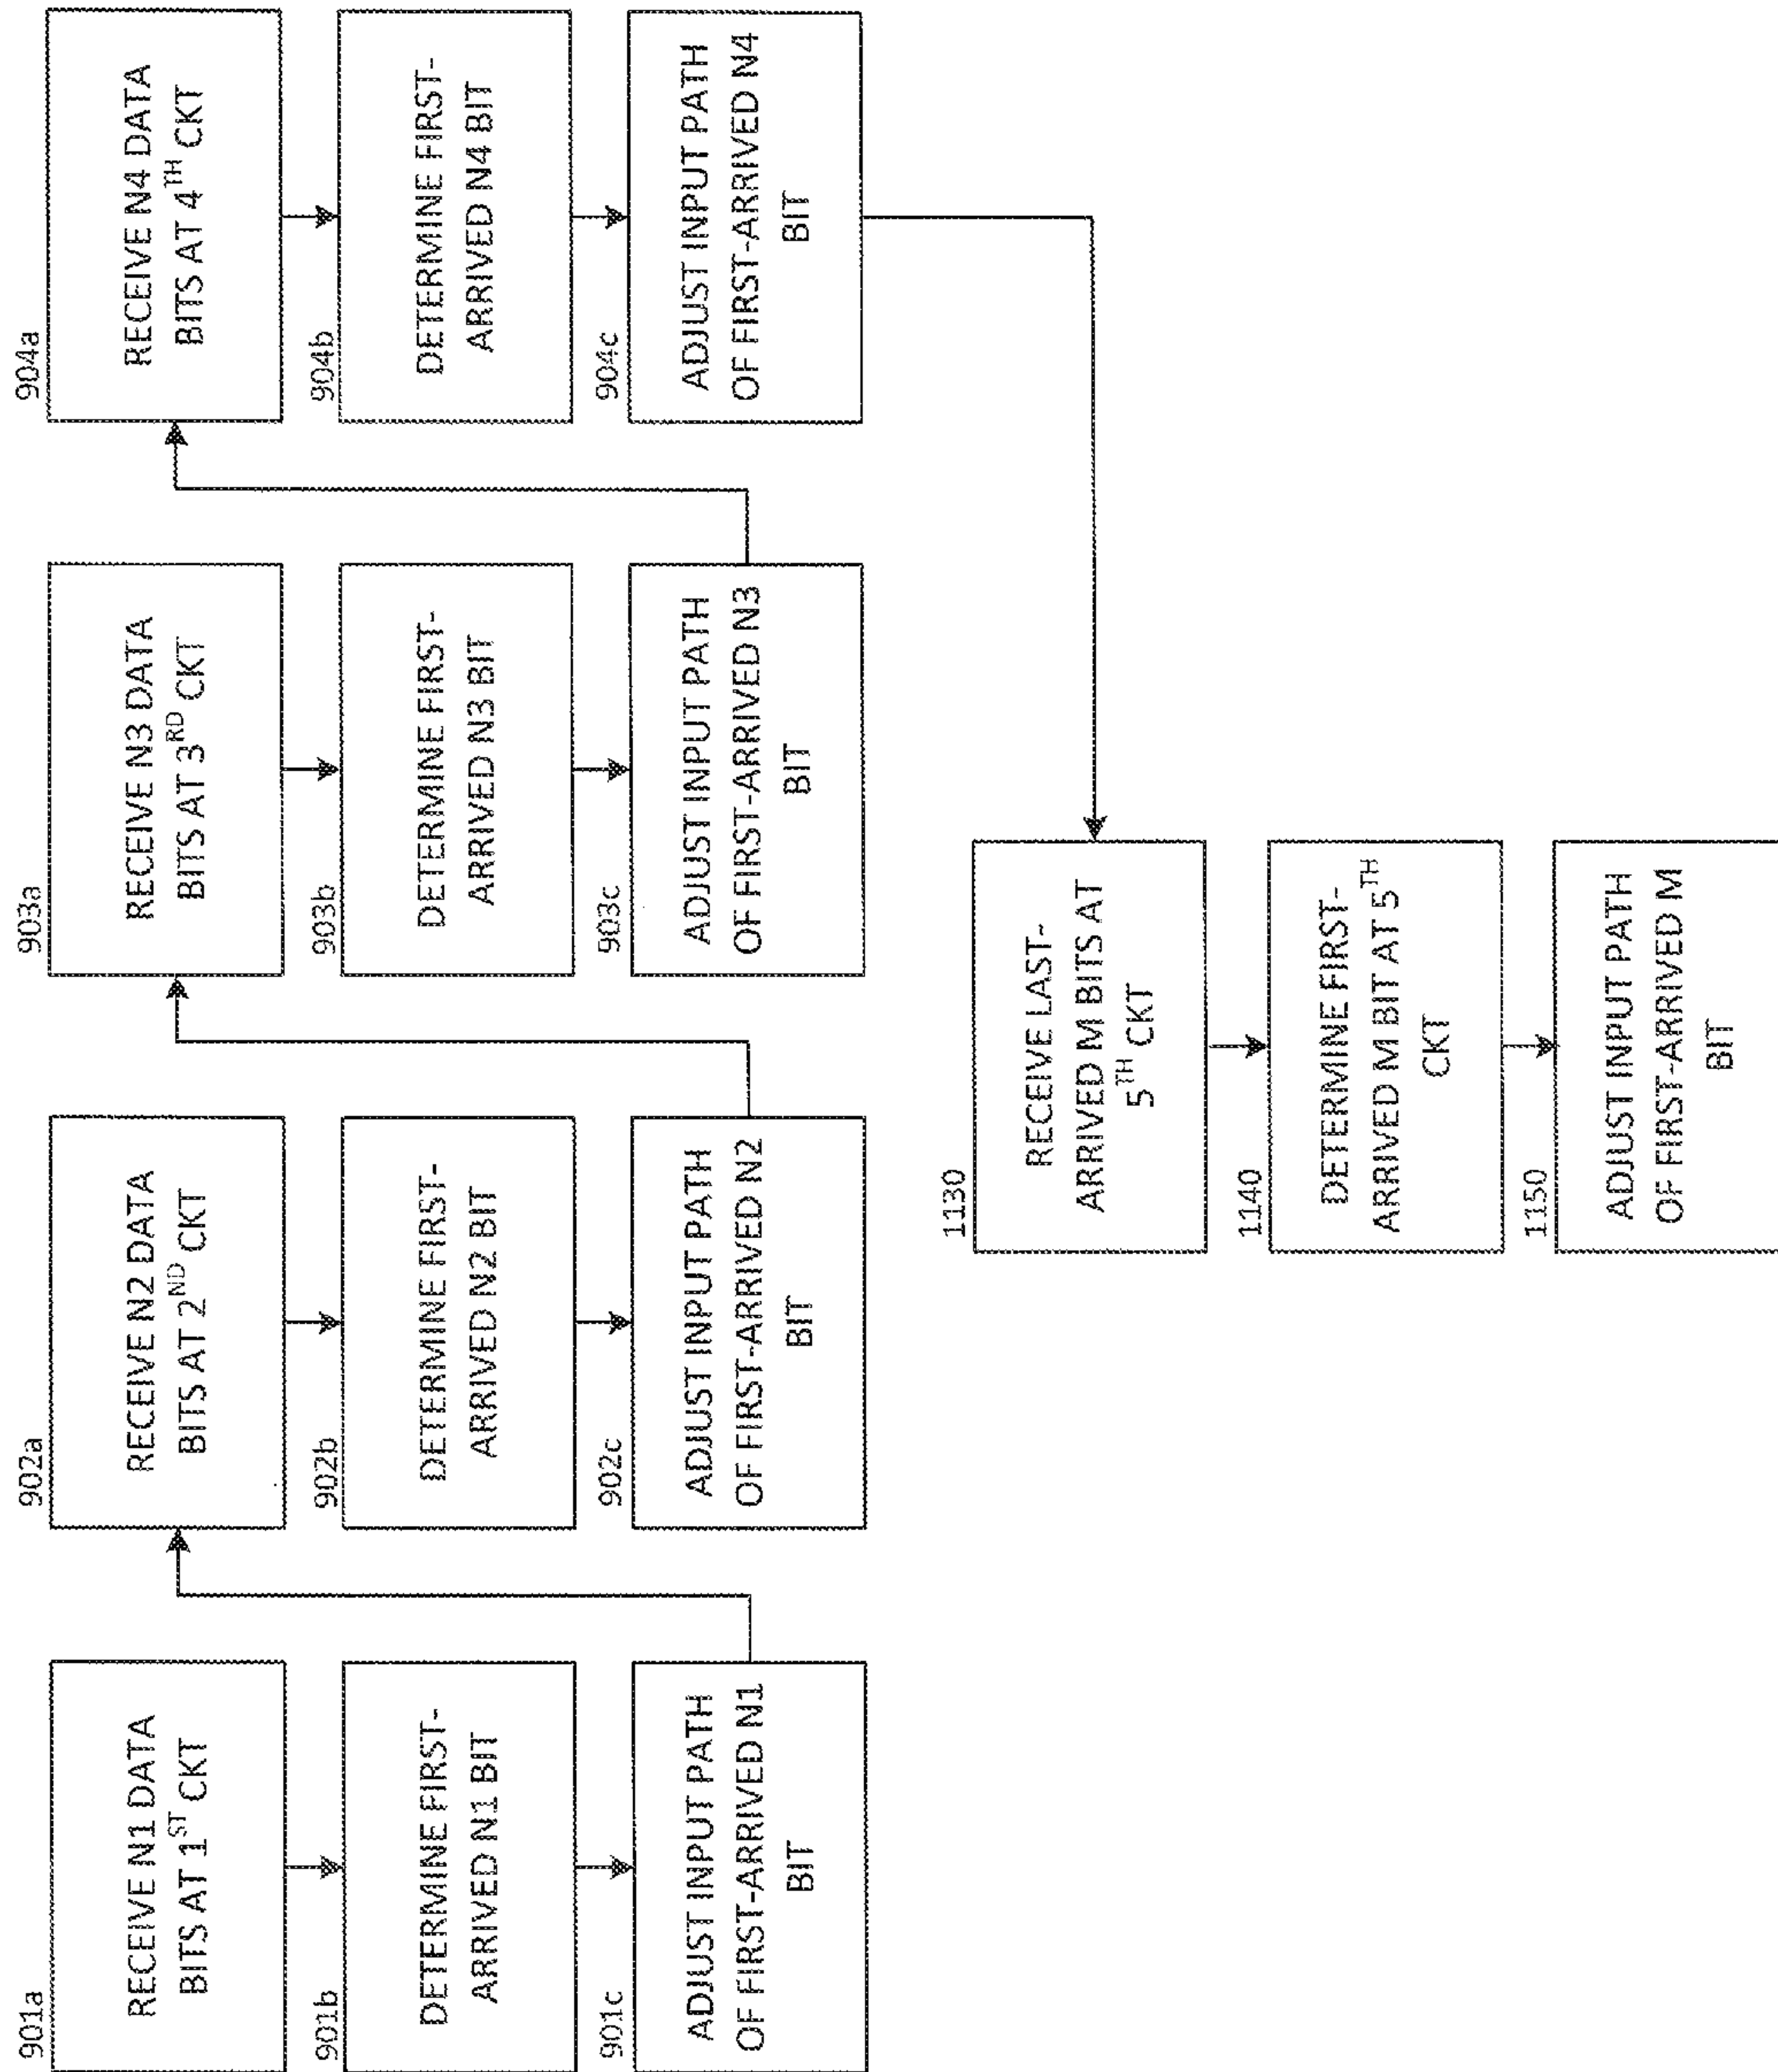 901a
RECEIVE N1 DATA
BITS AT 1ST CKT
901b
DETERMINE FIRST-
ARRIVED N1 BIT
901c
ADJUST INPUT PATH
OF FIRST-ARRIVED N1
BIT
902a
RECEIVE N2 DATA
BITS AT 2ND CKT
902b
DETERMINE FIRST-
ARRIVED N2 BIT
902c
ADJUST INPUT PATH
OF FIRST-ARRIVED N2
BIT
903a
RECEIVE N3 DATA
BITS AT 3RD CKT
903b
DETERMINE FIRST-
ARRIVED N3 BIT
903c
ADJUST INPUT PATH
OF FIRST-ARRIVED N3
BIT
904a
RECEIVE N4 DATA
BITS AT 4TH CKT
904b
DETERMINE FIRST-
ARRIVED N4 BIT
904c
ADJUST INPUT PATH
OF FIRST-ARRIVED N4
BIT
1130
RECEIVE LAST-
ARRIVED M BITS AT
5TH CKT
1140
DETERMINE FIRST-
ARRIVED M BIT AT 5TH
CKT
1150
ADJUST INPUT PATH
OF FIRST-ARRIVED M
BIT